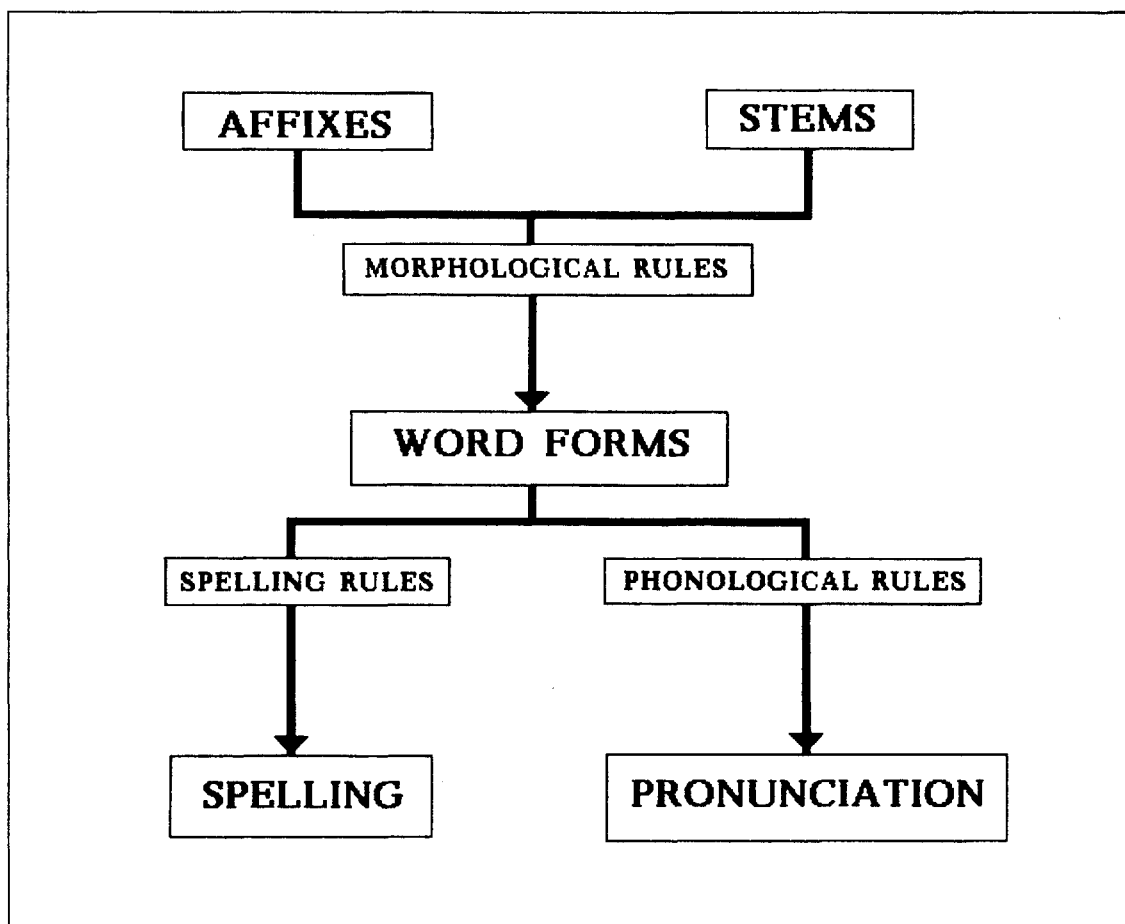 AFFIXES
STEMS
MORPHOLOGICAL RULES
WORD FORMS
SPELLING RULES
PHONOLOGICAL RULES
SPELLING
PRONUNCIATION